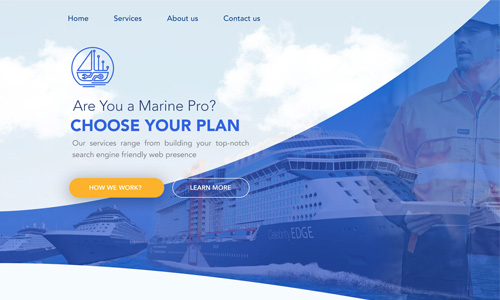 Home Services About us Contact us
Are You a Marine Pro?
CHOOSE YOUR PLAN
Our services range from building your top-notch
search engine friendly web presence
HOW WE WORK? LEARN MORE
Celebrity EDGE